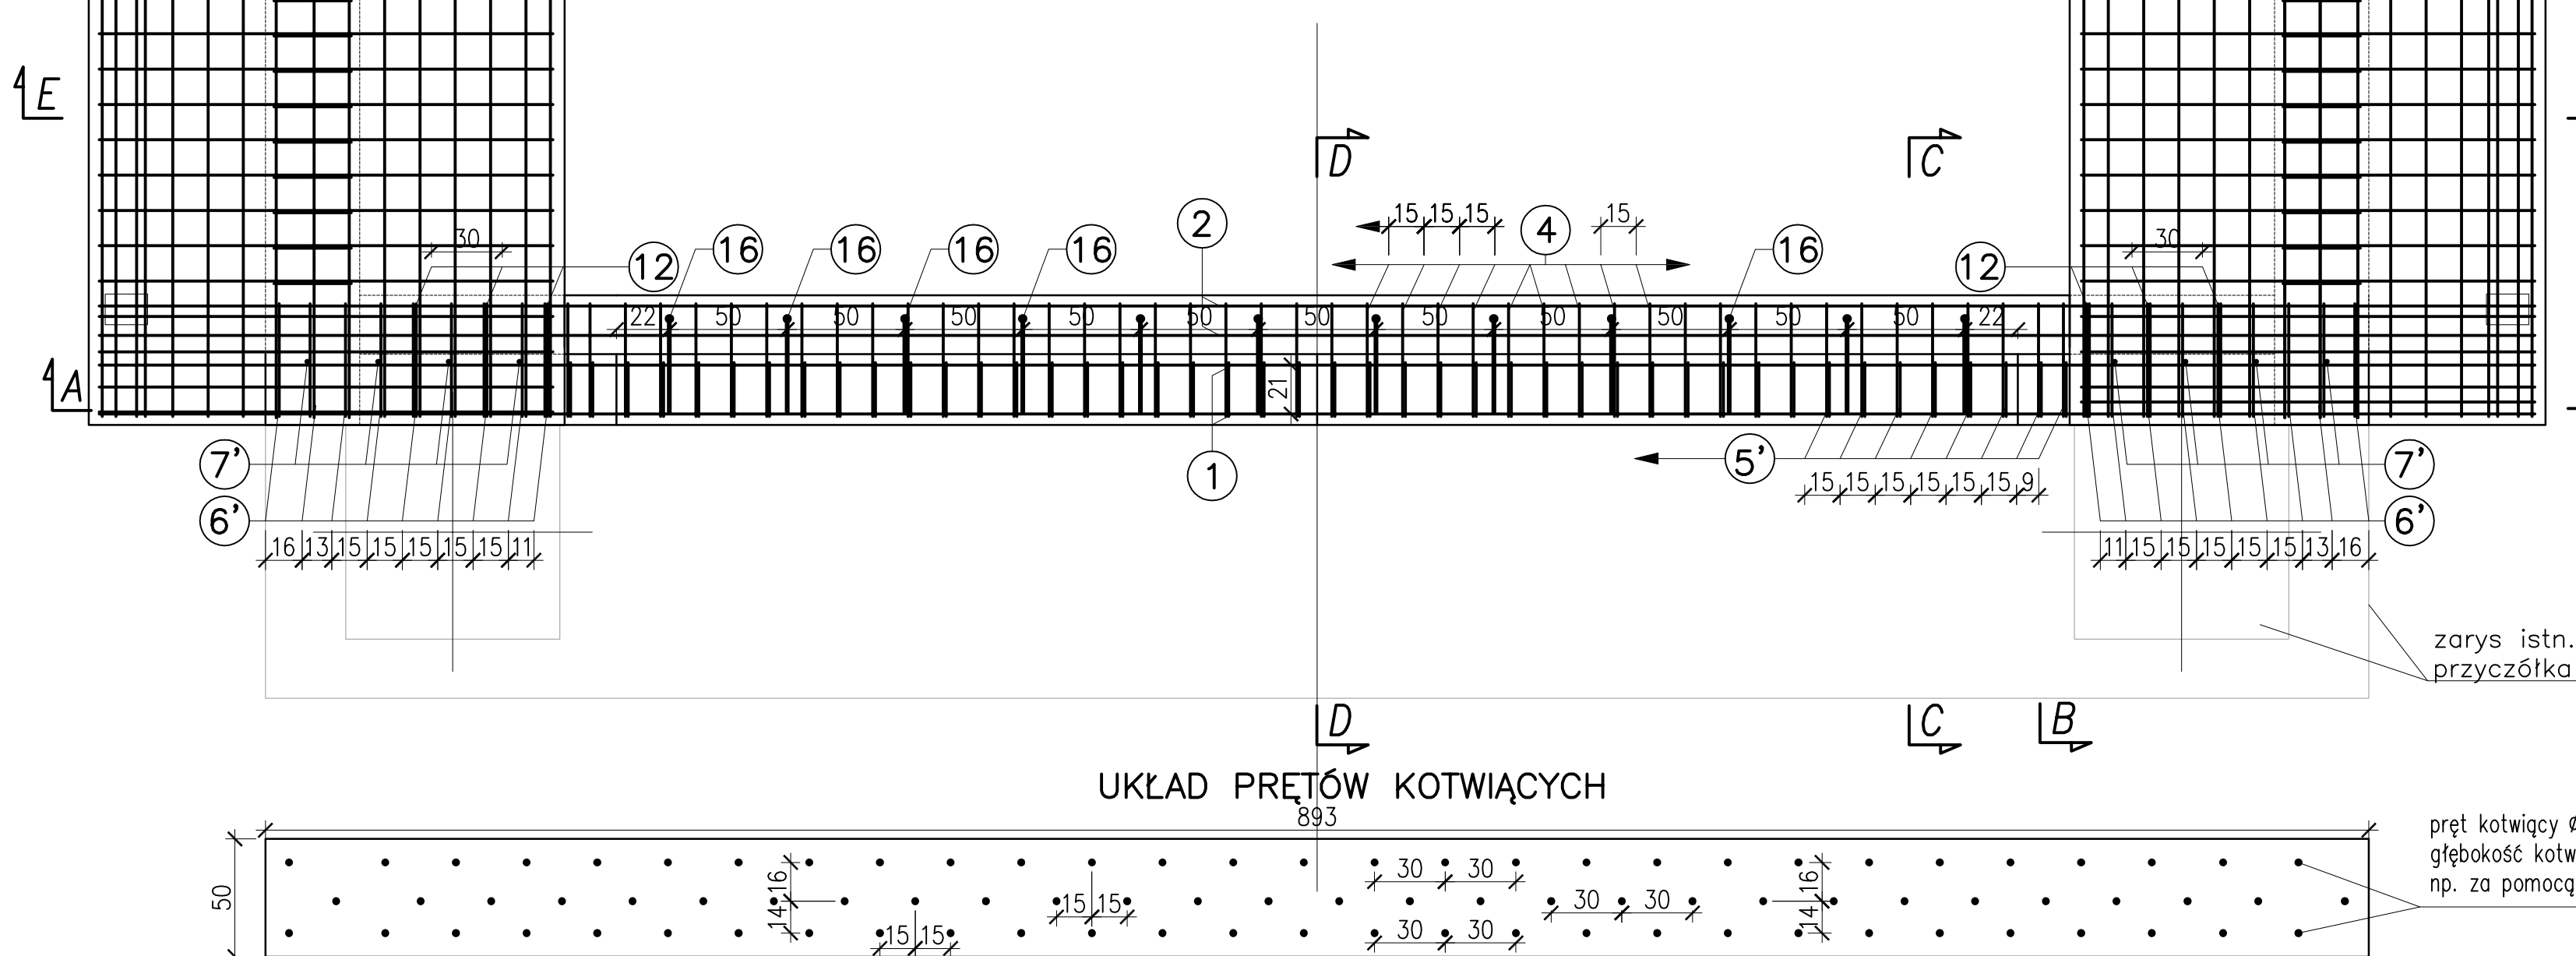 E
D
C
15 15 15
15
2
4
16 16 16 16
16
30
12
12
30
22 50 50 50 50 50 50 50 50 50 50 50 22
A
21
7'
5'
7'
1
15 15 15 15 15 15 9
6'
6'
16 13 15 15 15 15 15 11
11 15 15 15 15 15 13 16
zarys istn.
przyczółka
D
C
B
UKŁAD PRĘTÓW KOTWIĄCYCH
893
pręt kotwiący Ø
głębokość kotw
np. za pomocą
50
16
30 30
16
15 15
30 30
14
14
15 15
30 30